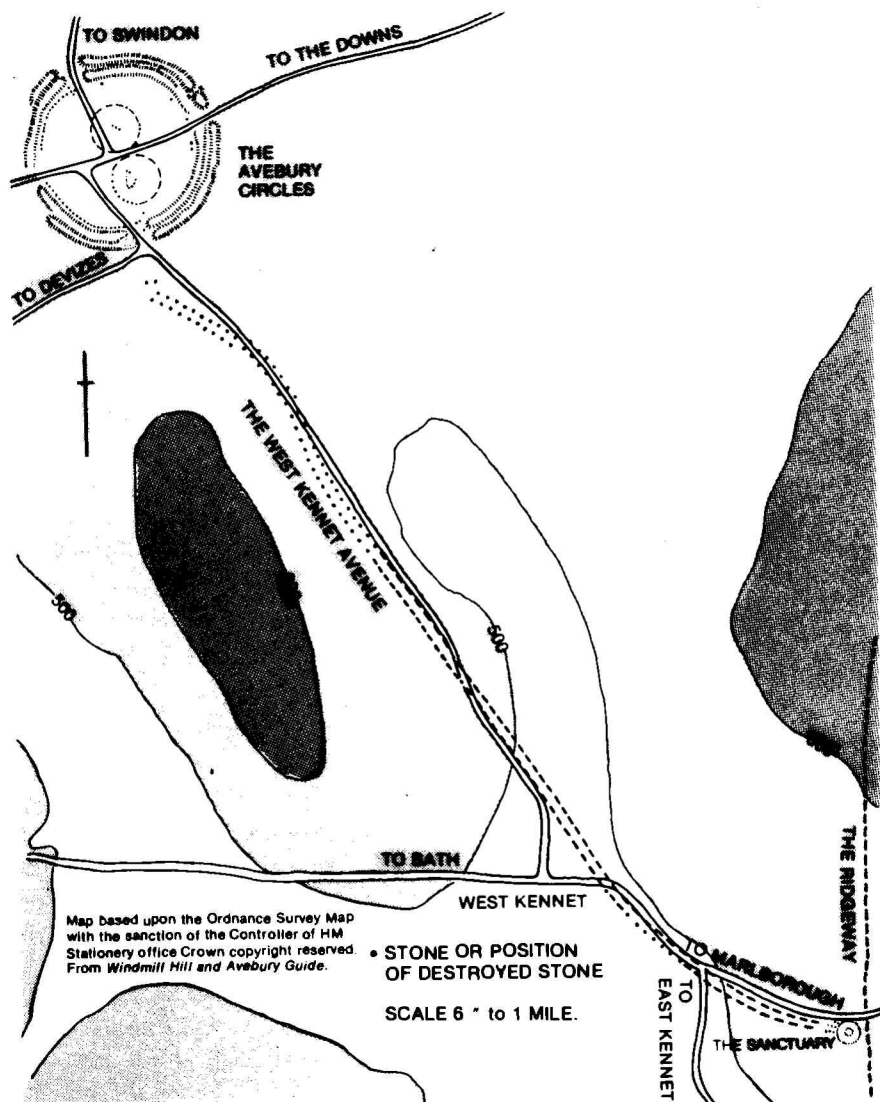 TO SWINDON
TO THE DOWNS
THE
AVEBURY
CIRCLES
TO DEVIZES
THE WEST KENNET AVENUE
500
500
TO BATH
WEST KENNET
THE RIDGEWAY
Map based upon the Ordnance Survey Map
with the sanction of the Controller of HM
Stationery office Crown copyright reserved.
From Windmill Hill and Avebury Guide.
• STONE OR POSITION
OF DESTROYED STONE
SCALE 6 " to 1 MILE.
TO MARLBOROUGH
TO
EAST KENNET
THE SANCTUARY